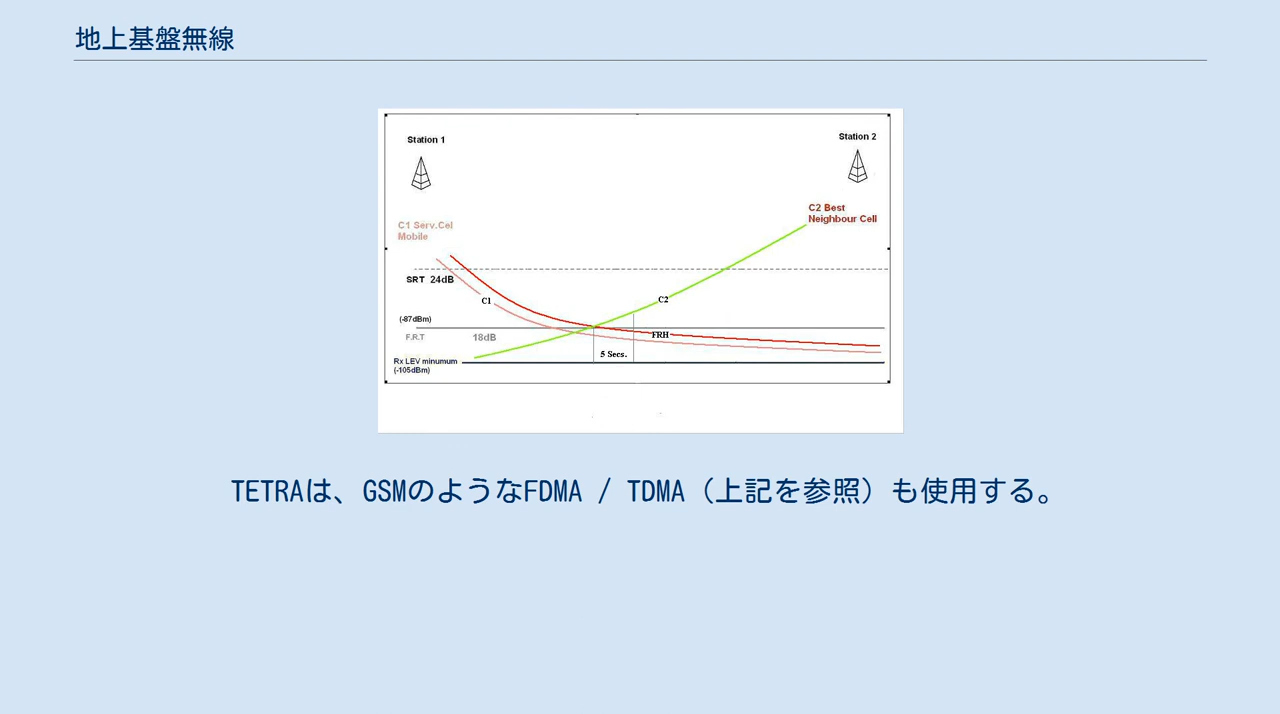 地上基盤無線
Station 1
Station 2
C2 Best
Neighbour Cell
C1 Serv.Cel
Mobile
SRT 24dB
C1
C2
(-87dBm)
F.R.T 18dB
FRH
5 Secs.
Rx LEV minumum
(-105dBm)
TETRAは、GSMのようなFDMA / TDMA（上記を参照）も使用する。